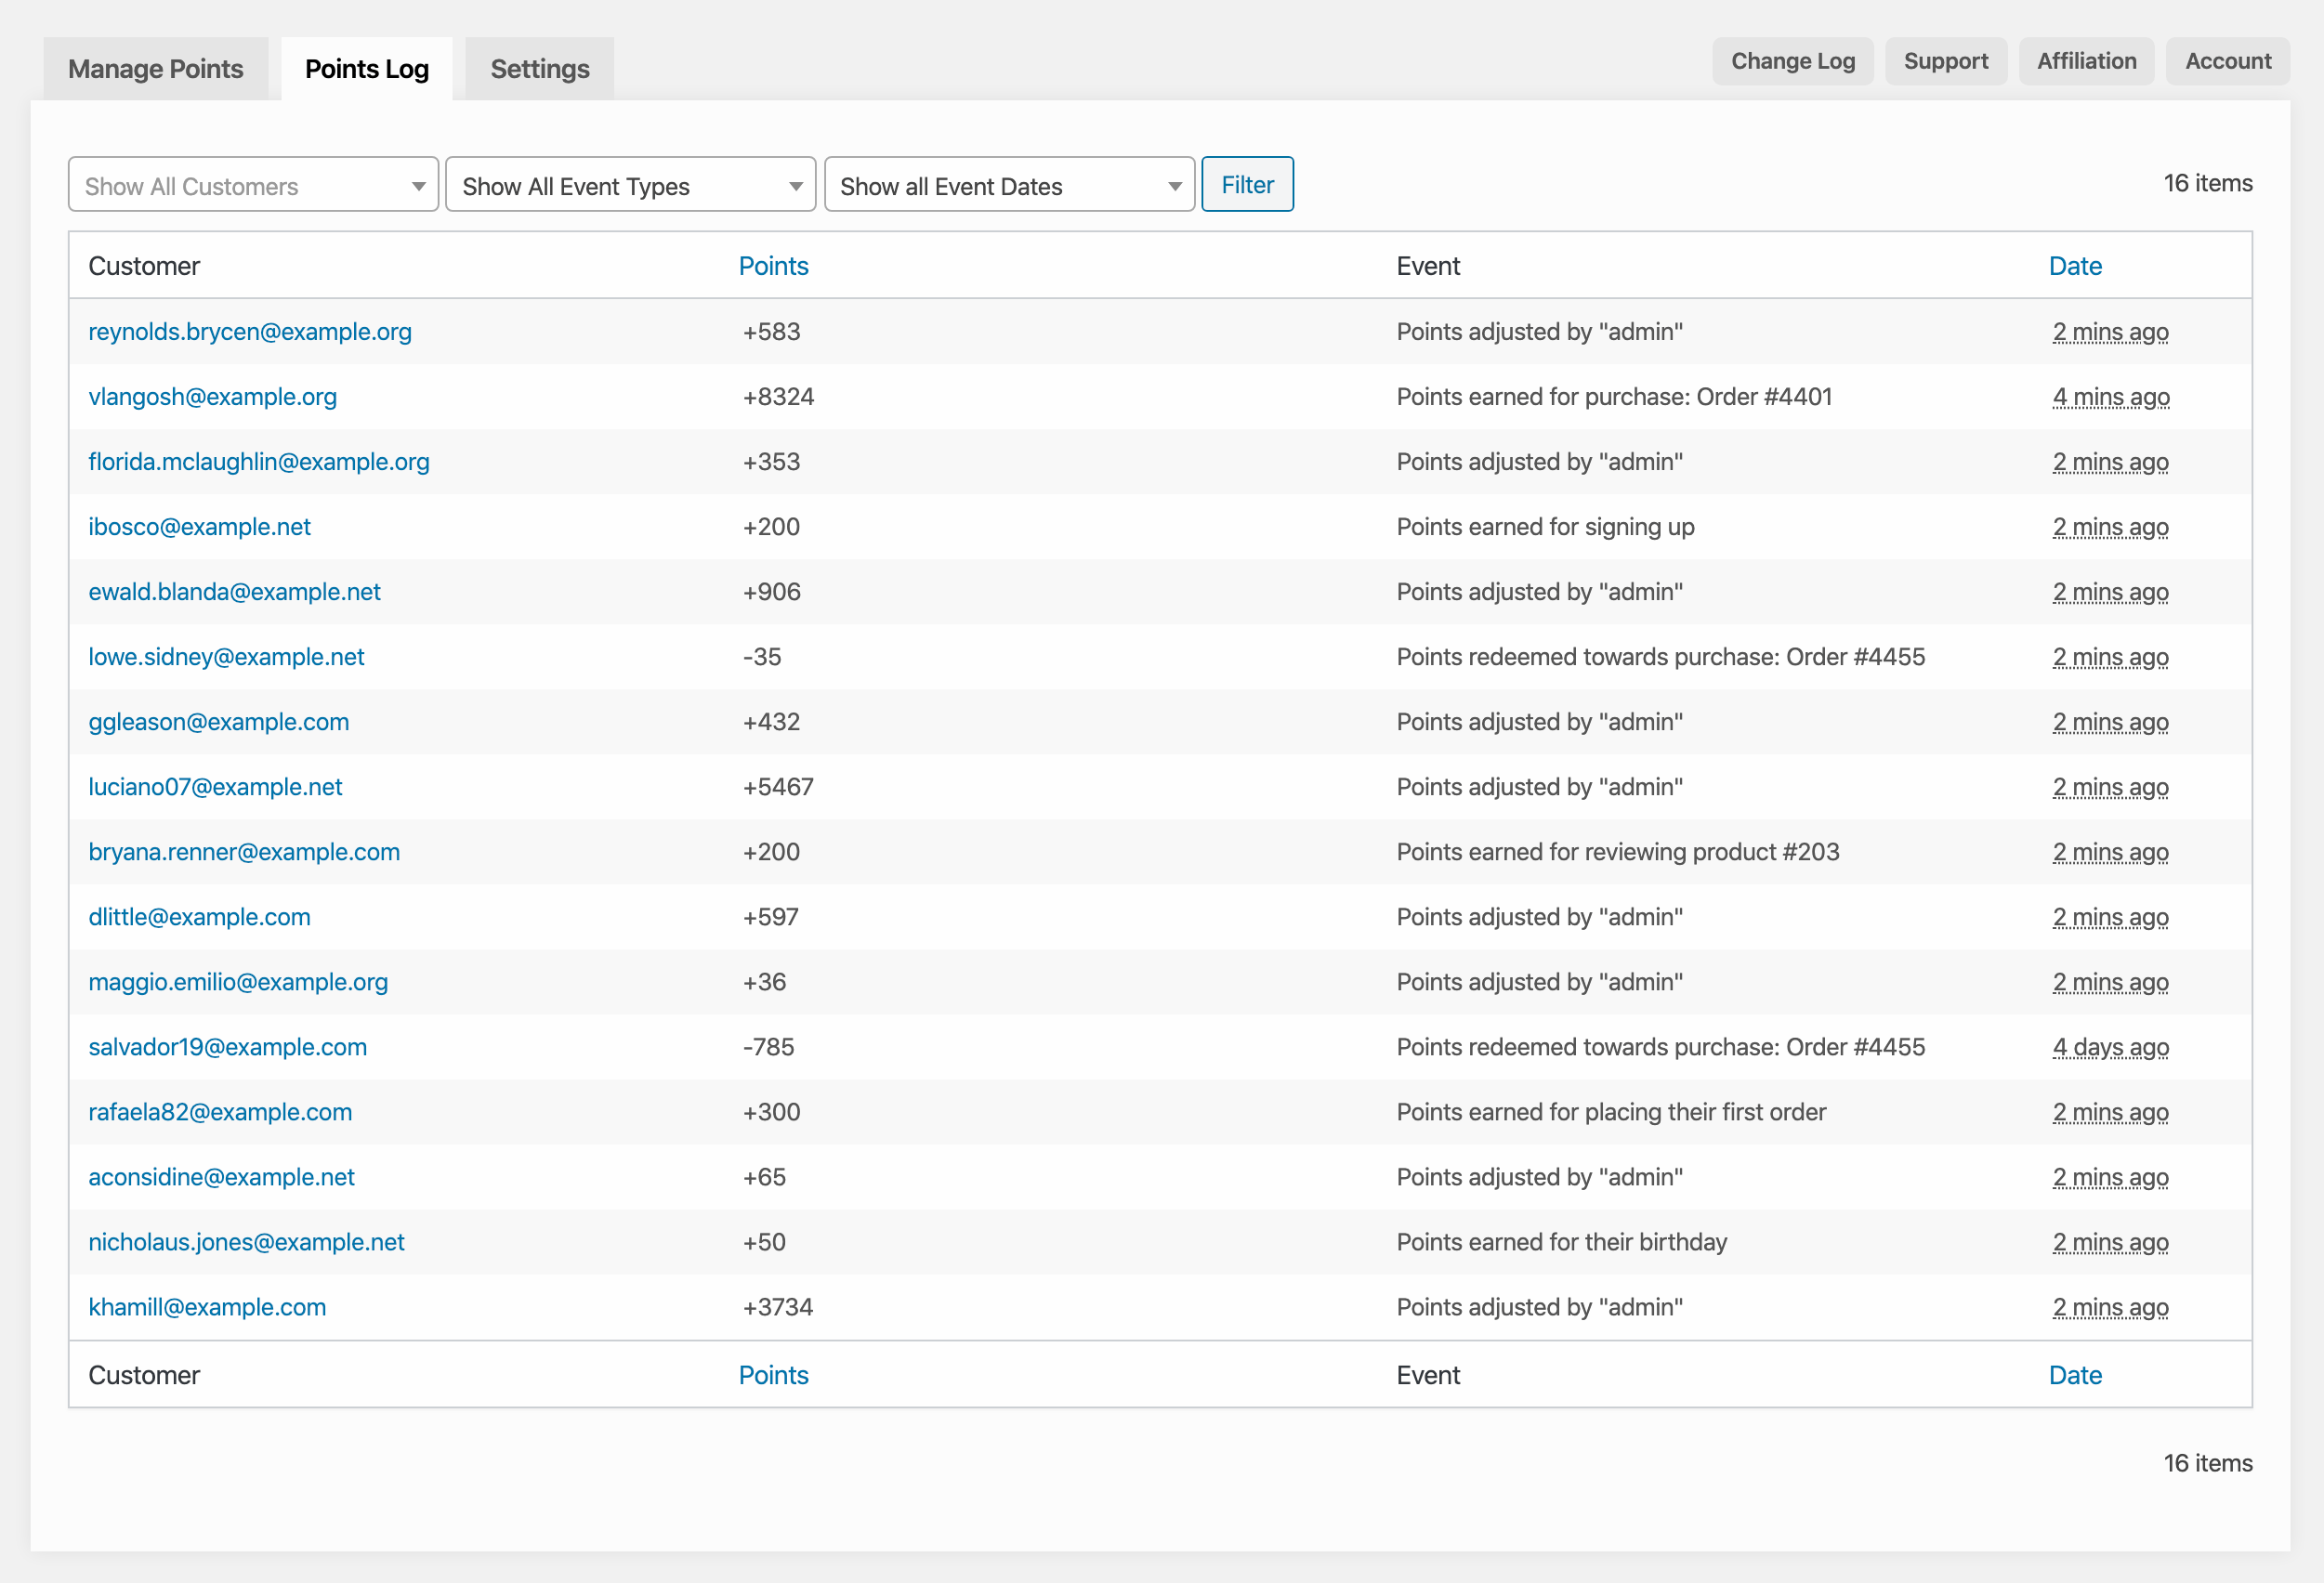 Manage Points Points Log Settings Change Log Support Affiliation Account
Show All Customers Show All Event Types Show all Event Dates Filter 16 items
Customer Points Event Date
reynolds.brycen@example.org +583 Points adjusted by "admin" 2 mins ago
vlangosh@example.org +8324 Points earned for purchase: Order #4401 4 mins ago
florida.mclaughlin@example.org +353 Points adjusted by "admin" 2 mins ago
ibosco@example.net +200 Points earned for signing up 2 mins ago
ewald.blanda@example.net +906 Points adjusted by "admin" 2 mins ago
lowe.sidney@example.net -35 Points redeemed towards purchase: Order #4455 2 mins ago
ggleason@example.com +432 Points adjusted by "admin" 2 mins ago
luciano07@example.net +5467 Points adjusted by "admin" 2 mins ago
bryana.renner@example.com +200 Points earned for reviewing product #203 2 mins ago
dlittle@example.com +597 Points adjusted by "admin" 2 mins ago
maggio.emilio@example.org +36 Points adjusted by "admin" 2 mins ago
salvador19@example.com -785 Points redeemed towards purchase: Order #4455 4 days ago
rafaela82@example.com +300 Points earned for placing their first order 2 mins ago
aconsidine@example.net +65 Points adjusted by "admin" 2 mins ago
nicholaus.jones@example.net +50 Points earned for their birthday 2 mins ago
khamill@example.com +3734 Points adjusted by "admin" 2 mins ago
Customer Points Event Date
16 items